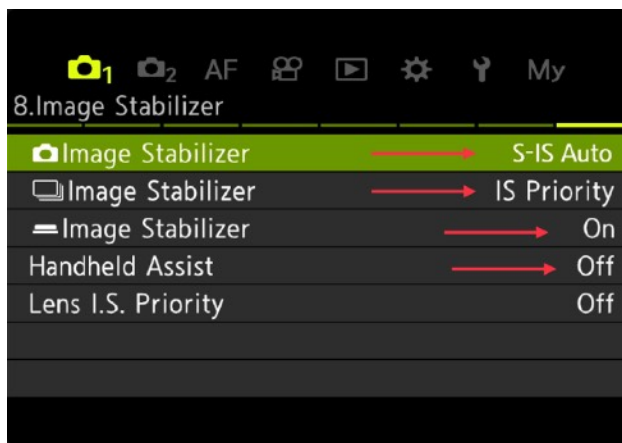 1 2 AF My
8.Image Stabilizer
Image Stabilizer S-IS Auto
Image Stabilizer IS Priority
Image Stabilizer On
Handheld Assist Off
Lens I.S. Priority Off